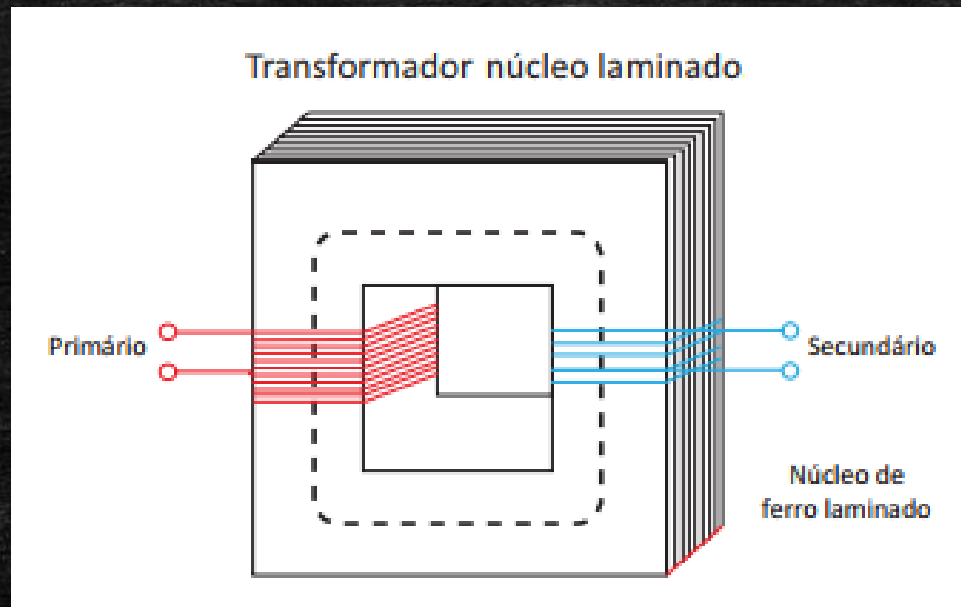 Transformador núcleo laminado
Primário
Secundário
Núcleo de
ferro laminado